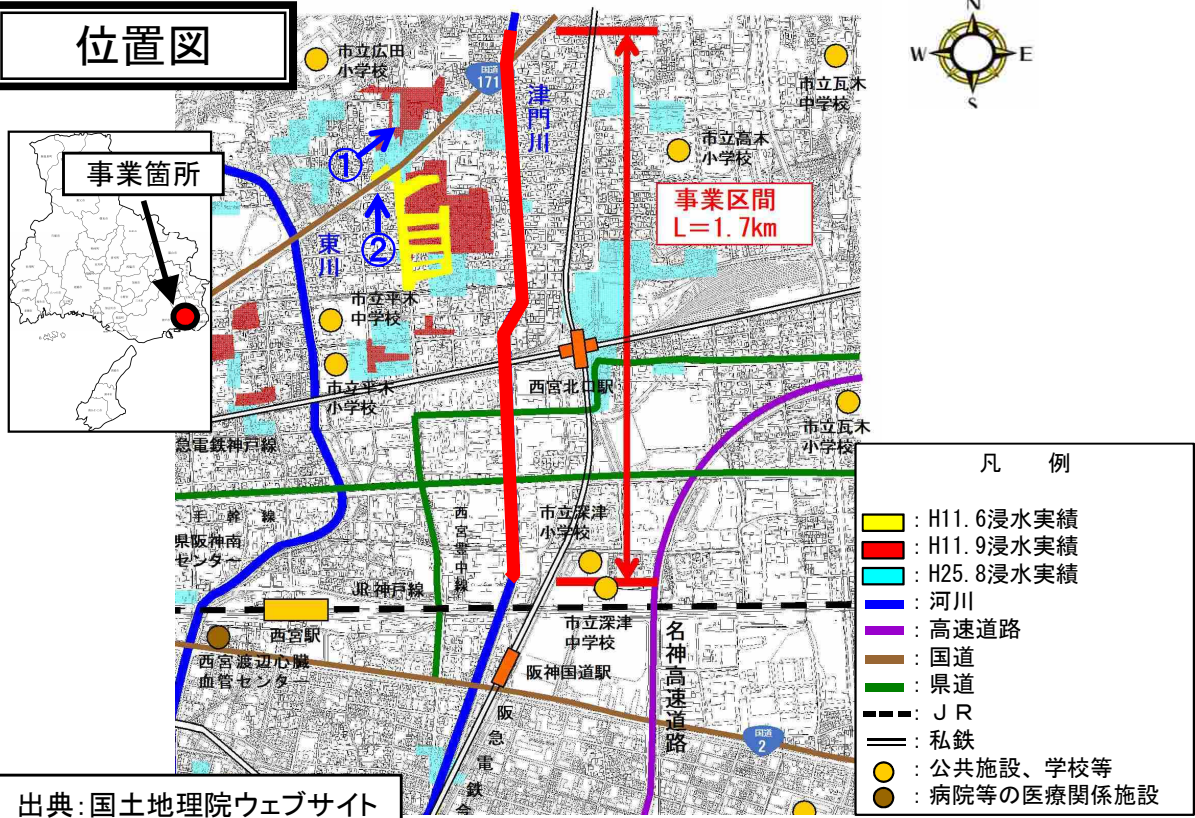 位置図
N
W
E
S
事業箇所
市立広田
小学校
国道
171
津門川
市立瓦木
中学校
市立高木
小学校
①
事業区間
L=1.7km
②
東川
市立平木
中学校
市立平木
小学校
西宮北口駅
市立瓦木
小学校
急電鉄神戸線
山手幹線
県阪神南
センター
西宮豊中線
市立深津
小学校
JR神戸線
西宮駅
市立深津
中学校
名神高速道路
西宮渡辺心臓
血管センター
阪神国道駅
阪急電鉄今
国道
2
凡 例
:H11.6浸水実績
:H11.9浸水実績
:H25.8浸水実績
:河川
:高速道路
:国道
:県道
:JR
:私鉄
:公共施設、学校等
:病院等の医療関係施設
出典:国土地理院ウェブサイト